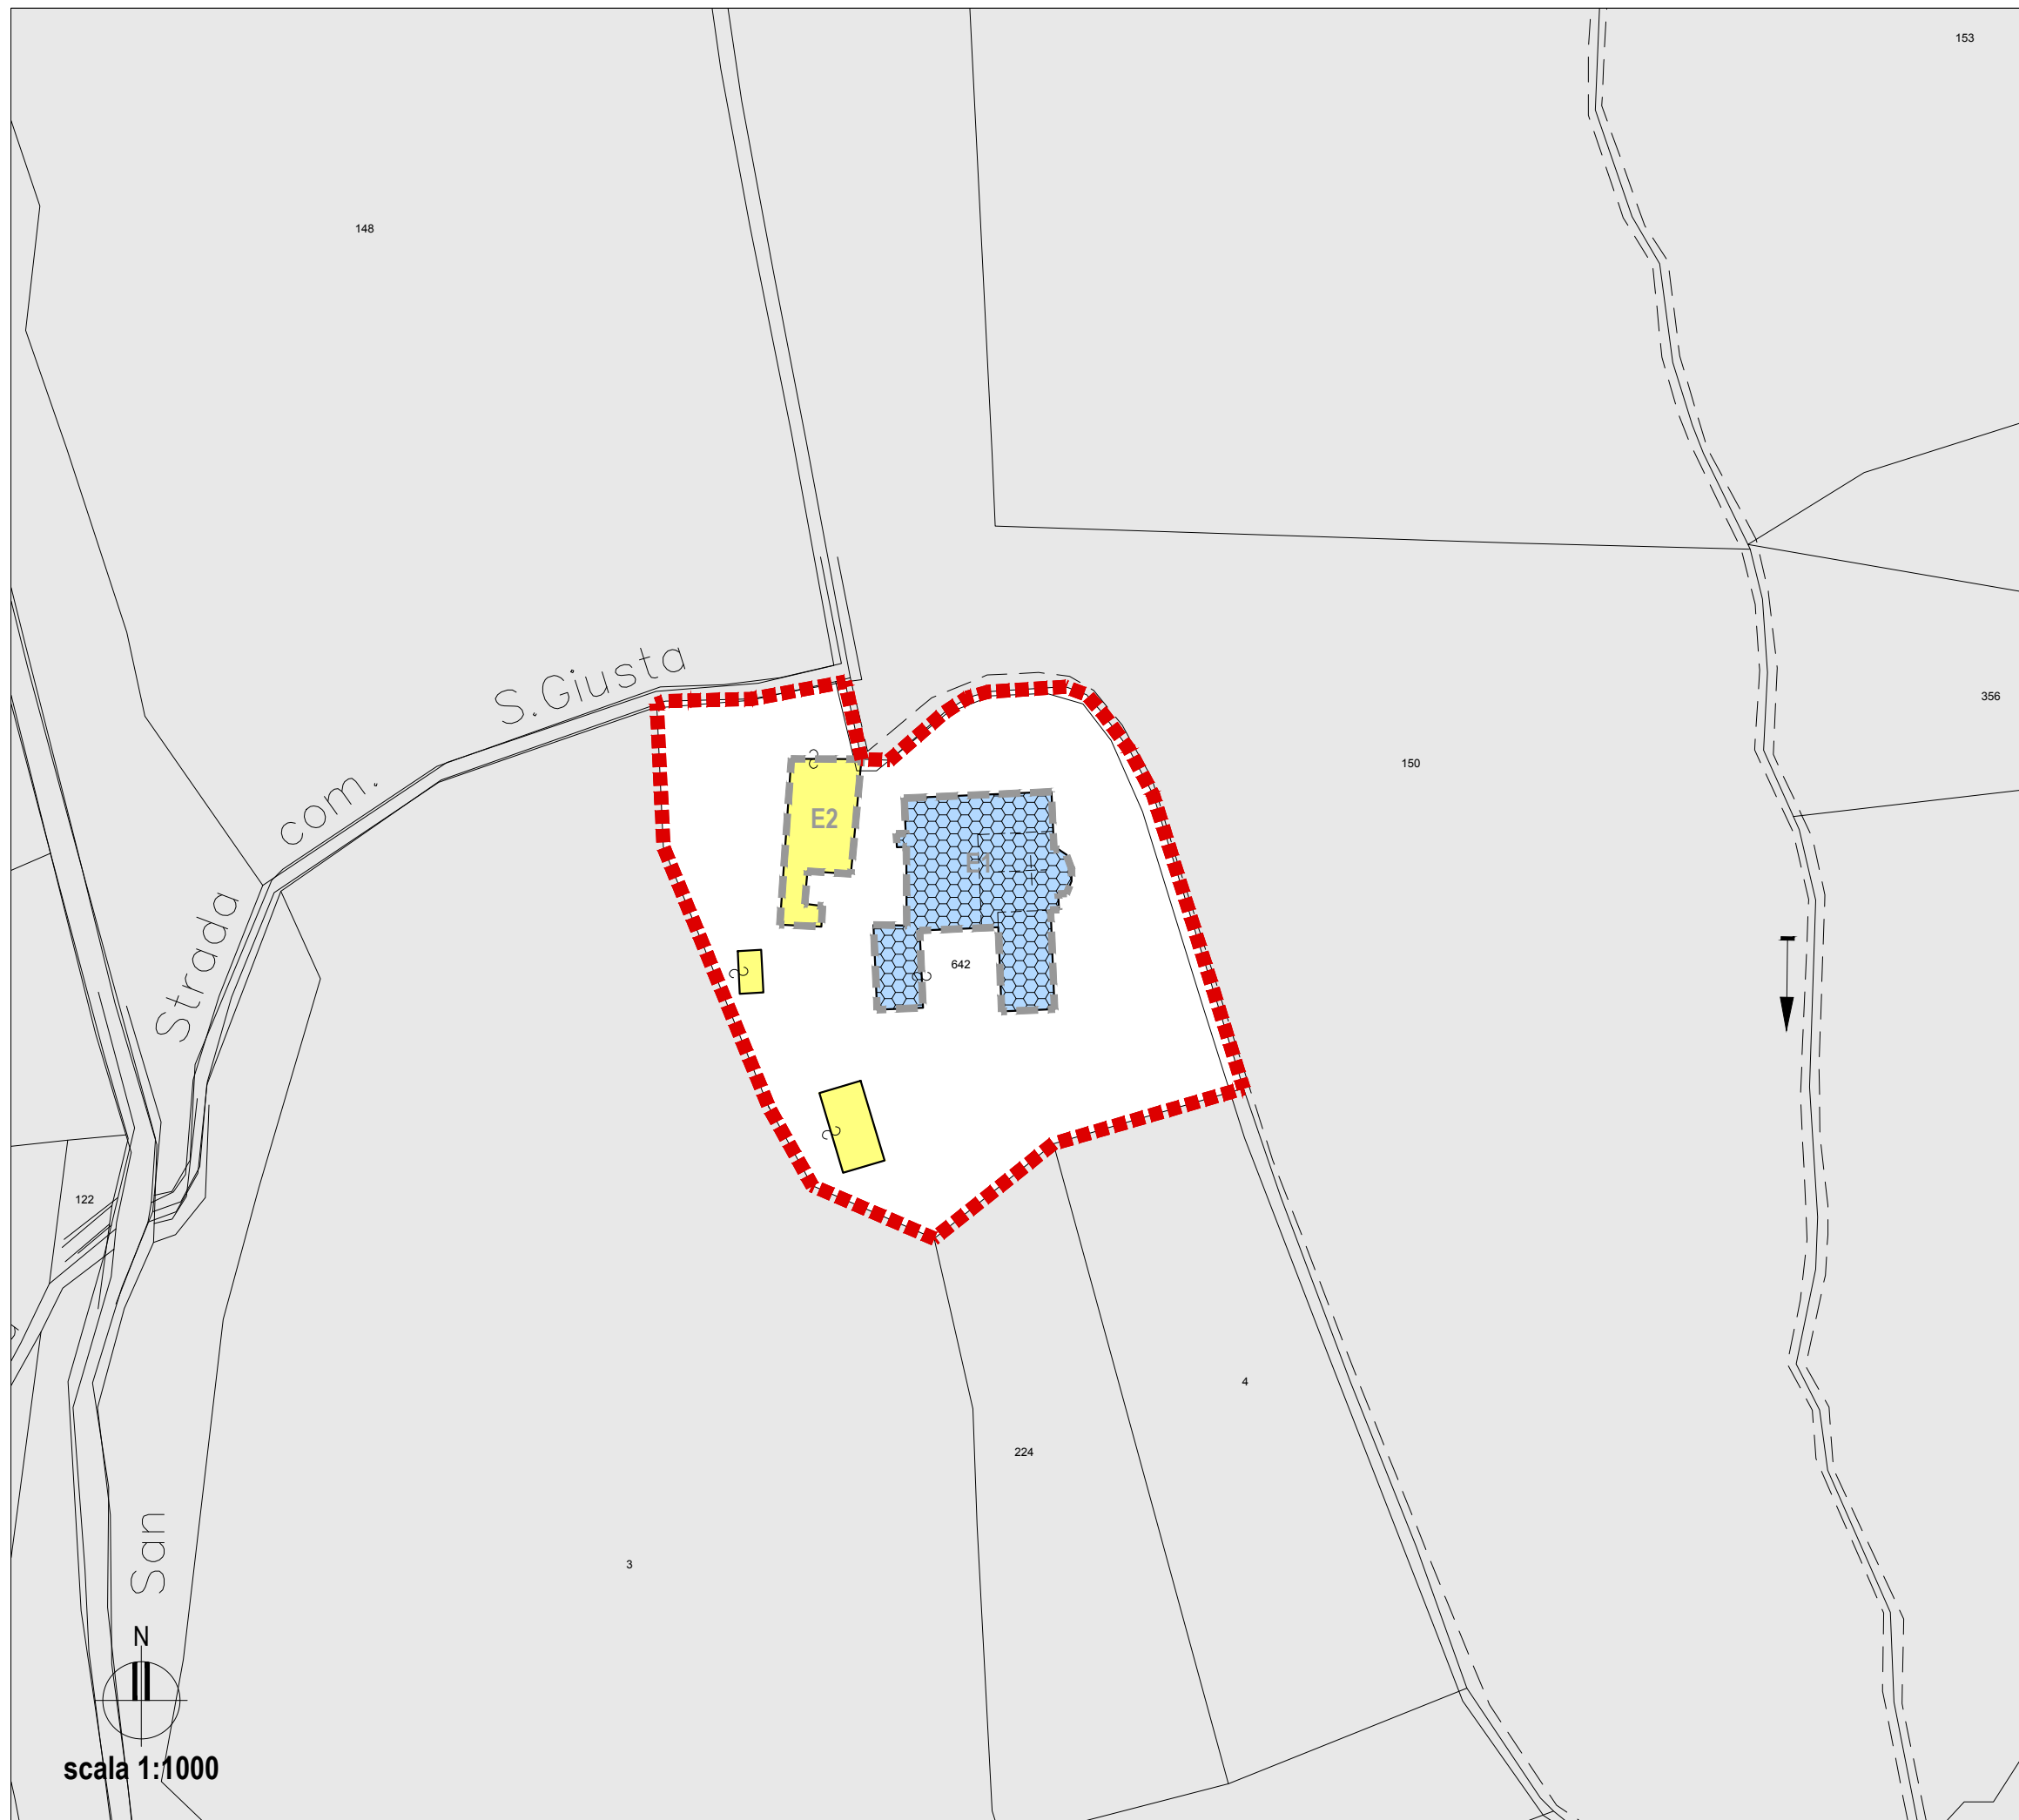 153
148
S.Giusta
356
com.
150
E2
E1
Strada
642
122
4
224
San
3
N
scala 1:1000